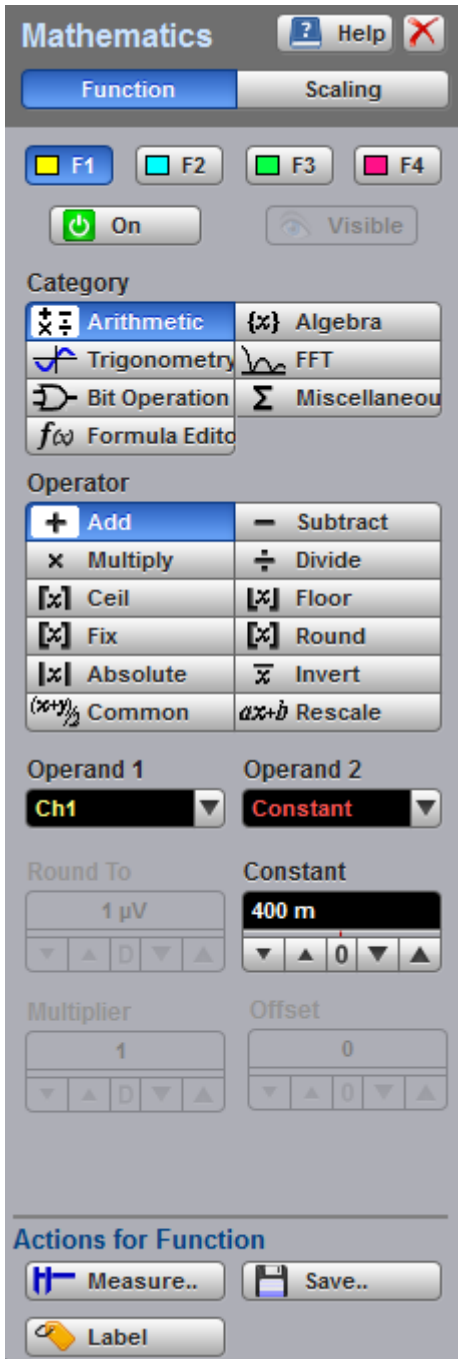 Mathematics ? Help
Function Scaling
F1 F2 F3 F4
On Visible
Category
Arithmetic {x} Algebra
Trigonometry FFT
Bit Operation Σ Miscellaneou
f(x) Formula Edito
Operator
+ Add − Subtract
× Multiply ÷ Divide
⌈x⌉ Ceil ⌊x⌋ Floor
[x] Fix [x] Round
|x| Absolute x̅ Invert
(x+y)/2 Common ax+b Rescale
Operand 1 Operand 2
Ch1 Constant
Round To Constant
1 µV 400 m
D 0
Multiplier Offset
1 0
D 0
Actions for Function
Measure.. Save..
Label